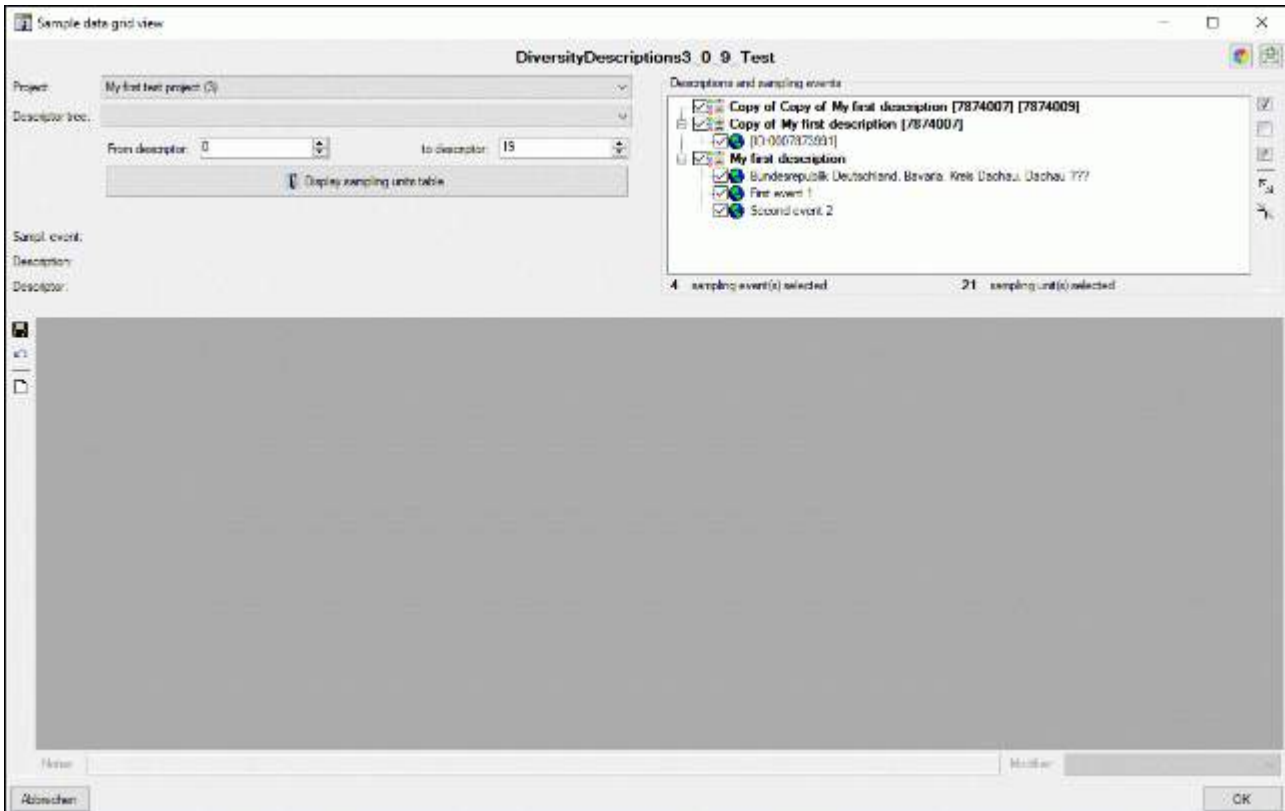 Sample data grid view
DiversityDescriptions3_0_9_Test
Project:
My first test project (3)
Descriptor tree:
From descriptor: 0
to descriptor: 19
Display sampling units table
Sampl. event:
Description:
Descriptor:
Descriptions and sampling events
Copy of Copy of My first description [7874007] [7874009]
Copy of My first description [7874007]
[ID:0007873991]
My first description
Bundesrepublik Deutschland, Bavaria, Kreis Dachau, Dachau ???
First event 1
Second event 2
4 sampling event(s) selected
21 sampling unit(s) selected
Notes:
Modifier:
Abbrechen
OK